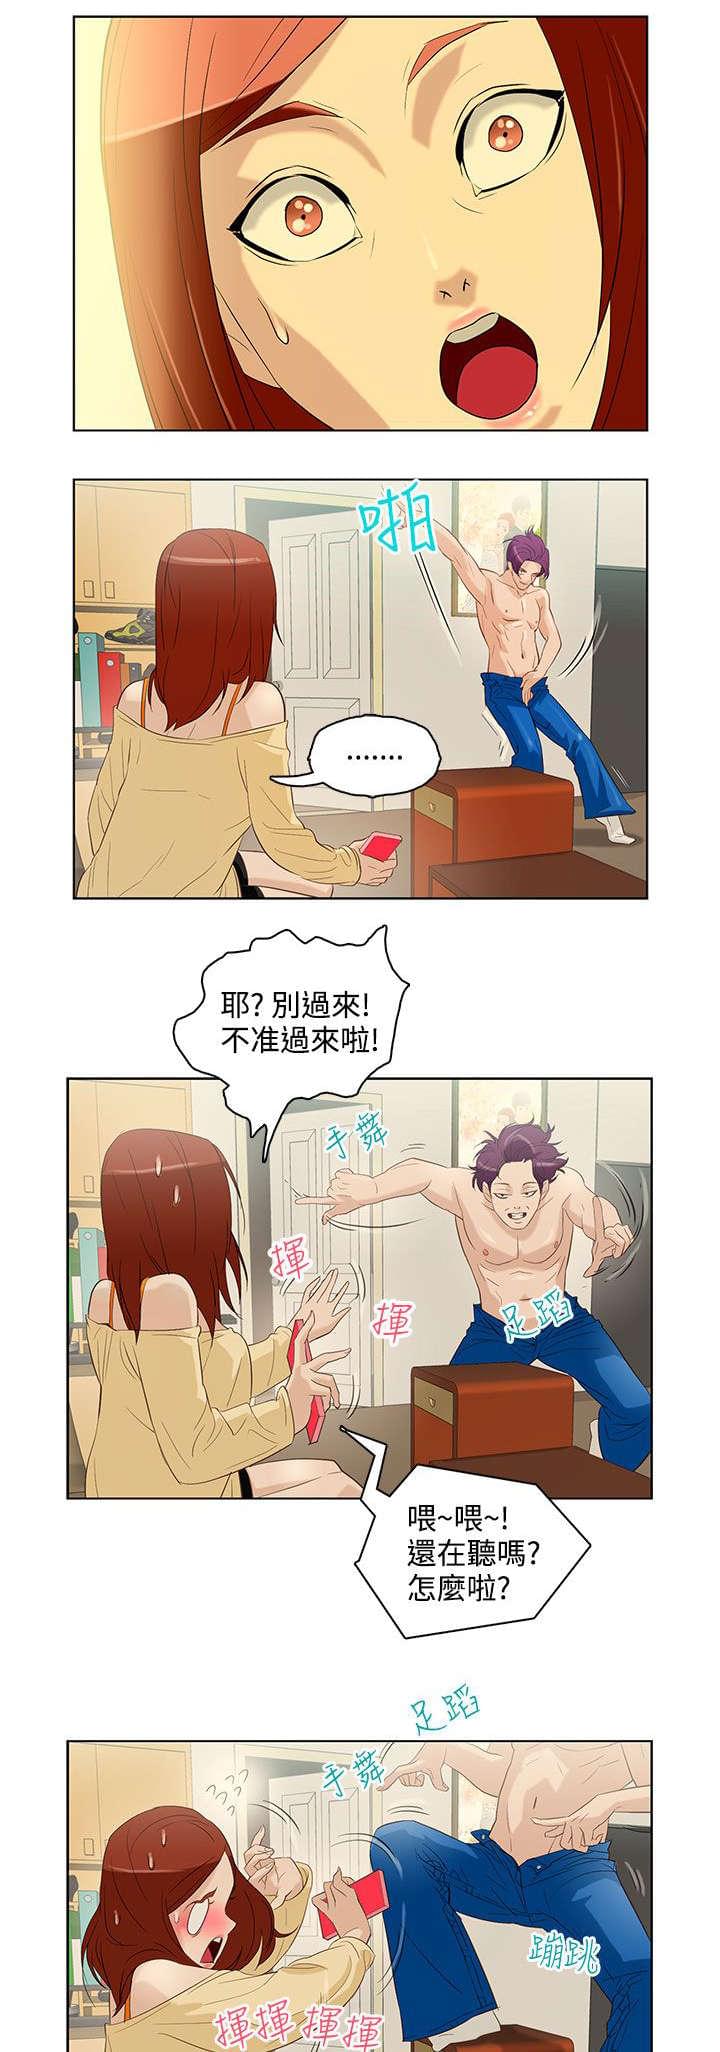 啪
.......
耶? 別過來!
不准過來啦!
手舞
揮
揮
足蹈
喂~喂~!
還在聽嗎?
怎麼啦?
足蹈
手舞
???
蹦跳
揮揮揮揮